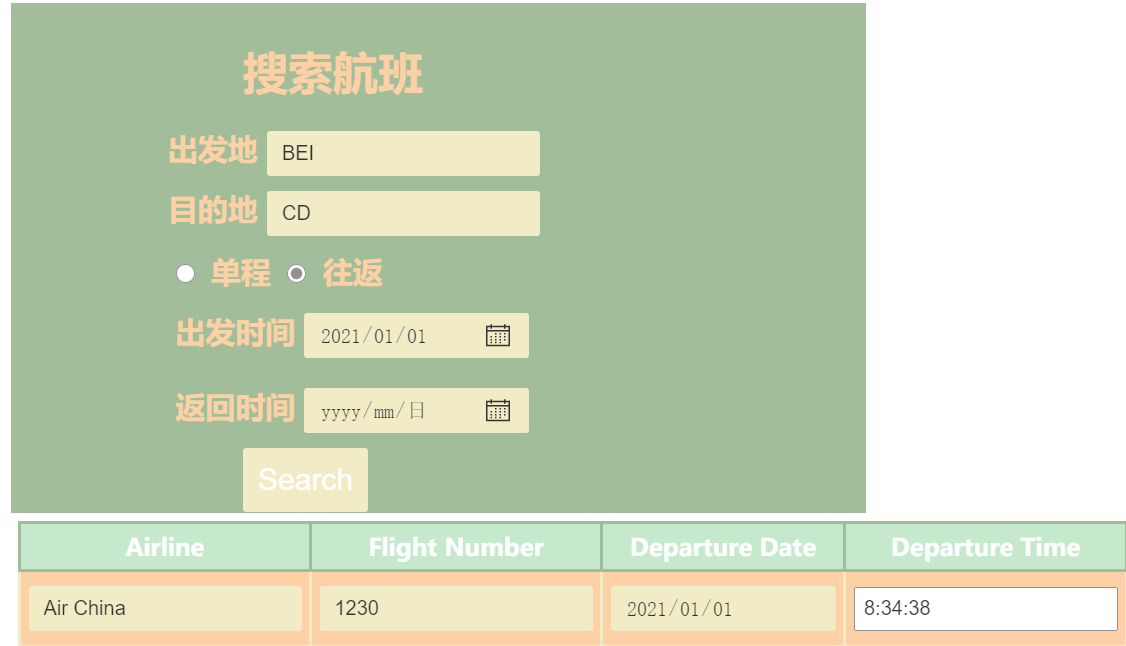 搜索航班
出发地 BEI
目的地 CD
单程 往返
出发时间 2021/01/01
返回时间 yyyy/mm/日
Search
Airline Flight Number Departure Date Departure Time
Air China 1230 2021/01/01 8:34:38